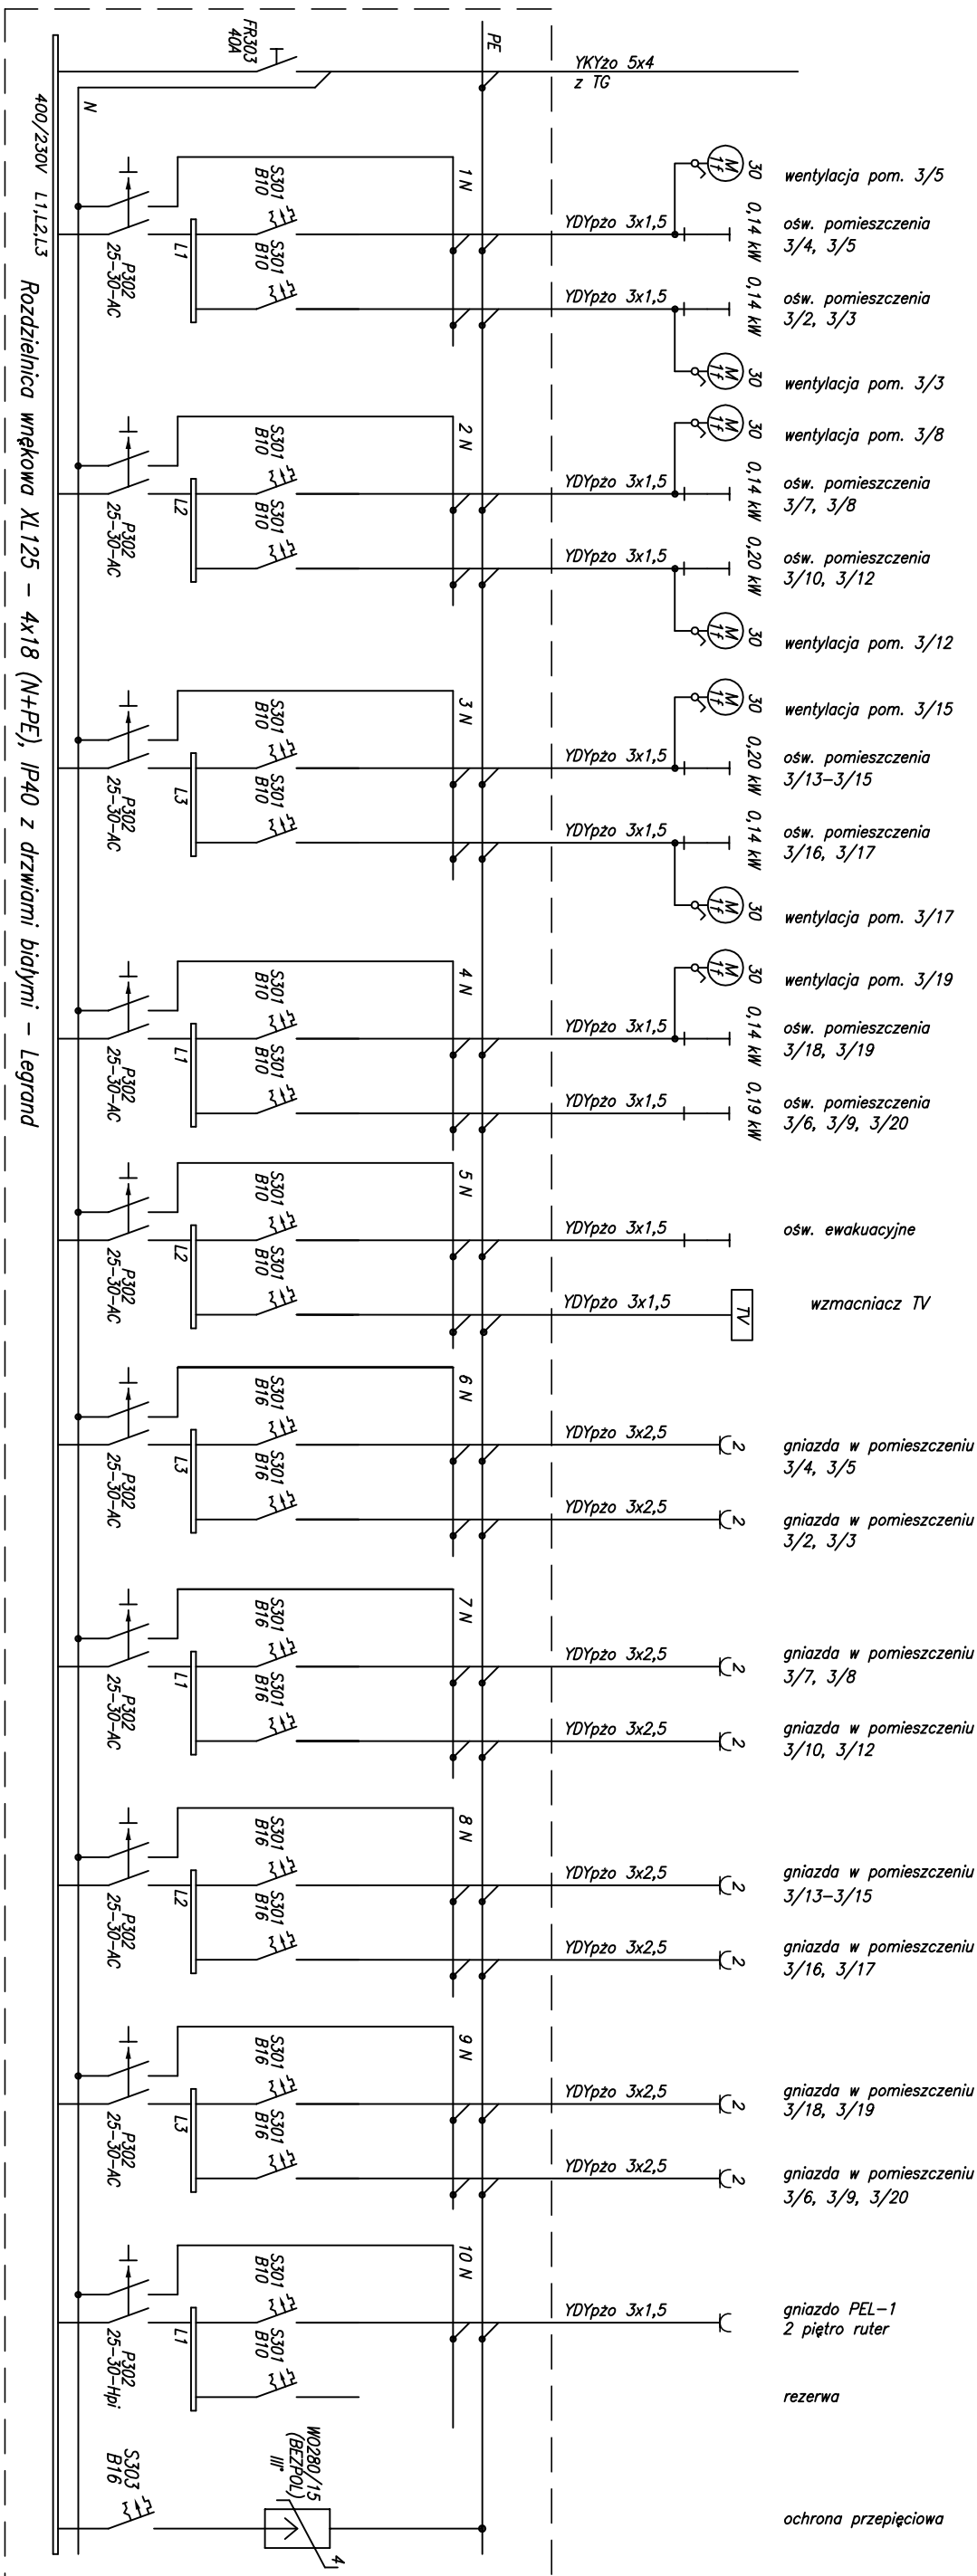 FR303
40A
PE
YKYżo 5x4
z TG
N
400/230V L1,L2,L3
Rozdzielnica wnękowa XL125 - 4x18 (N+PE), IP40 z drzwiami białymi - Legrand
P302
25-30-AC
L1
S301
B10
S301
B10
1 N
YDYpżo 3x1,5
YDYpżo 3x1,5
M
1f
30
wentylacja pom. 3/5
0,14 kW
ośw. pomieszczenia
3/4, 3/5
0,14 kW
ośw. pomieszczenia
3/2, 3/3
M
1f
30
wentylacja pom. 3/3
P302
25-30-AC
L2
S301
B10
S301
B10
2 N
YDYpżo 3x1,5
YDYpżo 3x1,5
M
1f
30
wentylacja pom. 3/8
0,14 kW
ośw. pomieszczenia
3/7, 3/8
0,20 kW
ośw. pomieszczenia
3/10, 3/12
M
1f
30
wentylacja pom. 3/12
P302
25-30-AC
L3
S301
B10
S301
B10
3 N
YDYpżo 3x1,5
YDYpżo 3x1,5
M
1f
30
wentylacja pom. 3/15
0,20 kW
ośw. pomieszczenia
3/13-3/15
0,14 kW
ośw. pomieszczenia
3/16, 3/17
M
1f
30
wentylacja pom. 3/17
P302
25-30-AC
L1
S301
B10
S301
B10
4 N
YDYpżo 3x1,5
YDYpżo 3x1,5
M
1f
30
wentylacja pom. 3/19
0,14 kW
ośw. pomieszczenia
3/18, 3/19
0,19 kW
ośw. pomieszczenia
3/6, 3/9, 3/20
P302
25-30-AC
L2
S301
B10
S301
B10
5 N
YDYpżo 3x1,5
ośw. ewakuacyjne
YDYpżo 3x1,5
TV
wzmacniacz TV
P302
25-30-AC
L3
S301
B16
S301
B16
6 N
YDYpżo 3x2,5
2
gniazda w pomieszczeniu
3/4, 3/5
YDYpżo 3x2,5
2
gniazda w pomieszczeniu
3/2, 3/3
P302
25-30-AC
L1
S301
B16
S301
B16
7 N
YDYpżo 3x2,5
2
gniazda w pomieszczeniu
3/7, 3/8
YDYpżo 3x2,5
2
gniazda w pomieszczeniu
3/10, 3/12
P302
25-30-AC
L2
S301
B16
S301
B16
8 N
YDYpżo 3x2,5
2
gniazda w pomieszczeniu
3/13-3/15
YDYpżo 3x2,5
2
gniazda w pomieszczeniu
3/16, 3/17
P302
25-30-AC
L3
S301
B16
S301
B16
9 N
YDYpżo 3x2,5
2
gniazda w pomieszczeniu
3/18, 3/19
YDYpżo 3x2,5
2
gniazda w pomieszczeniu
3/6, 3/9, 3/20
P302
25-30-Hpi
L1
S301
B10
S301
B10
10 N
YDYpżo 3x1,5
gniazdo PEL-1
2 piętro ruter
rezerwa
S303
B16
WO280/15
(BEZPOL)
III°
4
ochrona przepięciowa